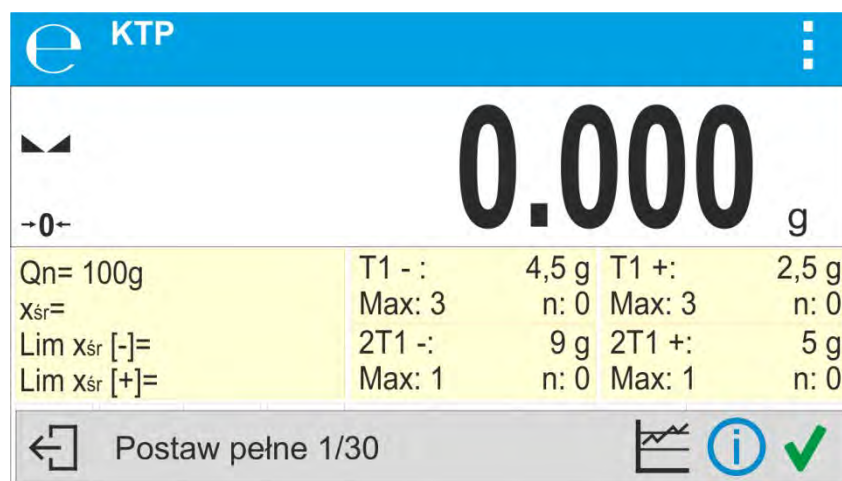 ℮ KTP
0.000 g
→0←
Qn= 100g
xśr=
Lim xśr [-]=
Lim xśr [+]=
T1 - : 4,5 g
Max: 3 n: 0
2T1 -: 9 g
Max: 1 n: 0
T1 +: 2,5 g
Max: 3 n: 0
2T1 +: 5 g
Max: 1 n: 0
Postaw pełne 1/30